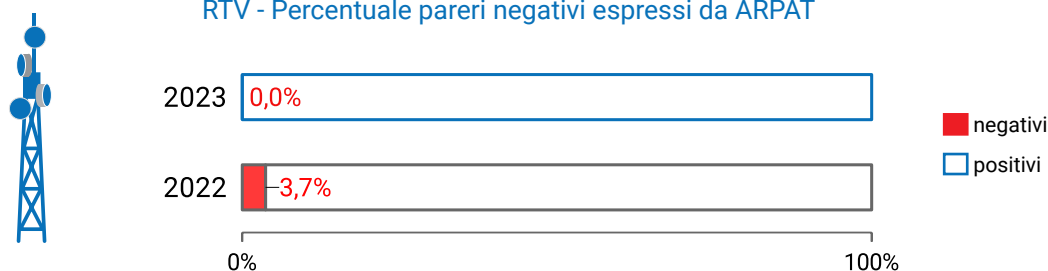 RTV - Percentuale pareri negativi espressi da ARPAT
2023 0,0%
negativi
positivi
2022 3,7%
0% 100%